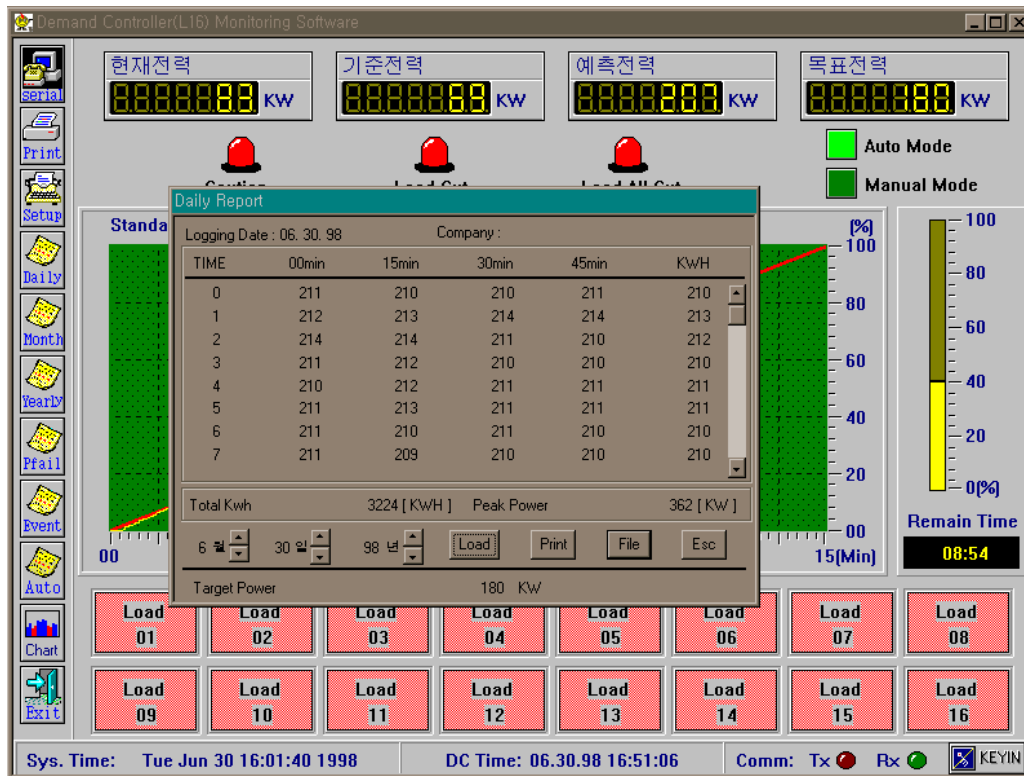 Demand Controller(L16) Monitoring Software
serial
Print
Setup
Daily
Month
Yearly
Pfail
Event
Auto
Chart
Exit
현재전력
KW
기준전력
KW
예측전력
207 KW
목표전력
180 KW
Auto Mode
Manual Mode
Daily Report
Logging Date : 06. 30. 98 Company :
TIME 00min 15min 30min 45min KWH
0 211 210 210 211 210
1 212 213 214 214 213
2 214 214 211 210 212
3 211 212 210 210 210
4 210 212 211 211 211
5 211 213 211 211 211
6 211 210 211 210 210
7 211 209 210 210 210
Total Kwh 3224 [ KWH ] Peak Power 362 [ KW ]
6 월 30 일 98 년 Load Print File Esc
Target Power 180 KW
Standa
[%]
100
80
60
40
20
00
00
15(Min)
100
80
60
40
20
0(%)
Remain Time
08:54
Load 01
Load 02
Load 03
Load 04
Load 05
Load 06
Load 07
Load 08
Load 09
Load 10
Load 11
Load 12
Load 13
Load 14
Load 15
Load 16
Sys. Time: Tue Jun 30 16:01:40 1998 DC Time: 06.30.98 16:51:06 Comm: Tx Rx KEYIN